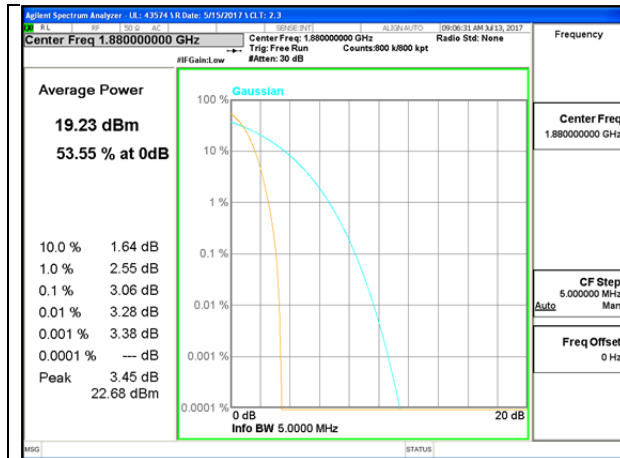 Agilent Spectrum Analyzer - UL: 43574 \ R Date: 5/15/2017 \ CLT: 2.3
RL RF 50 Ω AC SENSE:INT ALIGNAUTO 09:06:31 AM Jul 13, 2017
Center Freq 1.880000000 GHz
Center Freq: 1.880000000 GHz
Radio Std: None
Trig: Free Run Counts:800 k/800 kpt
#IFGain:Low #Atten: 30 dB
Frequency
Average Power
19.23 dBm
53.55 % at 0dB
10.0 % 1.64 dB
1.0 % 2.55 dB
0.1 % 3.06 dB
0.01 % 3.28 dB
0.001 % 3.38 dB
0.0001 % --- dB
Peak 3.45 dB
22.68 dBm
Gaussian
100 %
10 %
1 %
0.1 %
0.01 %
0.001 %
0.0001 %
0 dB 20 dB
Info BW 5.0000 MHz
Center Freq
1.880000000 GHz
CF Step
5.000000 MHz
Auto Man
Freq Offset
0 Hz
MSG STATUS